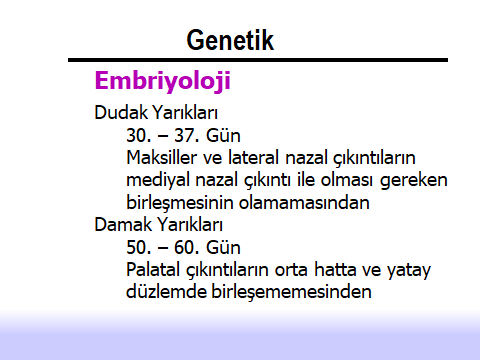 Genetik
Embriyoloji
Dudak Yarıkları
30. – 37. Gün
Maksiller ve lateral nazal çıkıntıların
mediyal nazal çıkıntı ile olması gereken
birleşmesinin olamamasından
Damak Yarıkları
50. – 60. Gün
Palatal çıkıntıların orta hatta ve yatay
düzlemde birleşememesinden